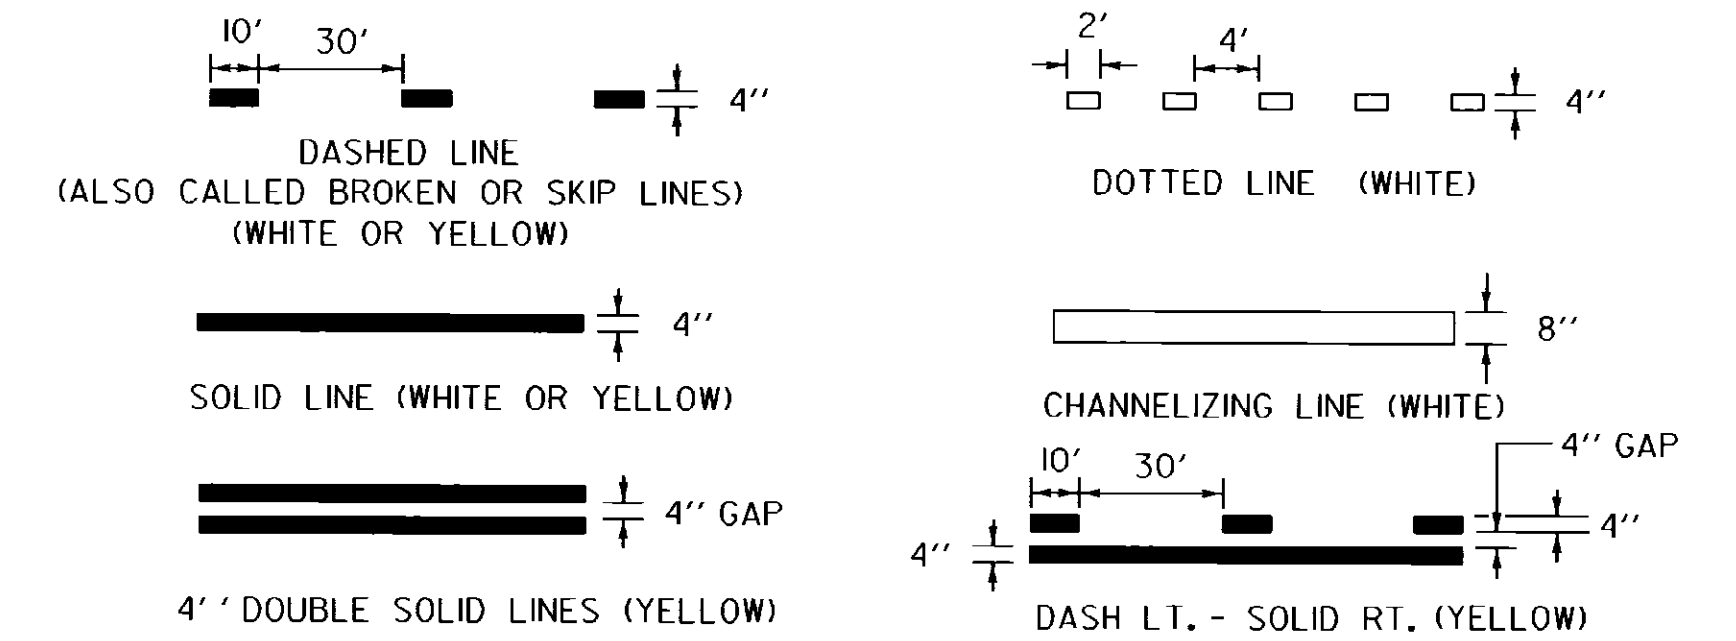 10' 30'
4''
DASHED LINE
(ALSO CALLED BROKEN OR SKIP LINES)
(WHITE OR YELLOW)
2' 4'
4''
DOTTED LINE (WHITE)
4''
SOLID LINE (WHITE OR YELLOW)
8''
CHANNELIZING LINE (WHITE)
4'' GAP
4'' DOUBLE SOLID LINES (YELLOW)
4'' GAP
10' 30'
4''
4''
DASH LT. - SOLID RT. (YELLOW)